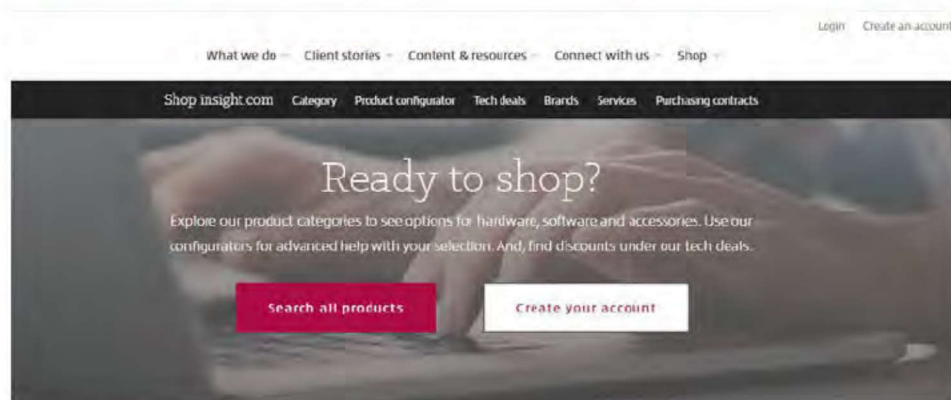 Login Create an account
What we do Client stories Content & resources Connect with us Shop
Shop insight.com Category Product configurator Tech deals Brands Services Purchasing contracts
Ready to shop?
Explore our product categories to see options for hardware, software and accessories. Use our
configurators for advanced help with your selection. And, find discounts under our tech deals.
Search all products Create your account